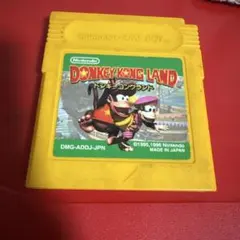 Nintendo
DONKEY KONG LAND
ドンキーコングランド
DMG-ADDJ-JPN
©1995,1996 Nintendo
MADE IN JAPAN